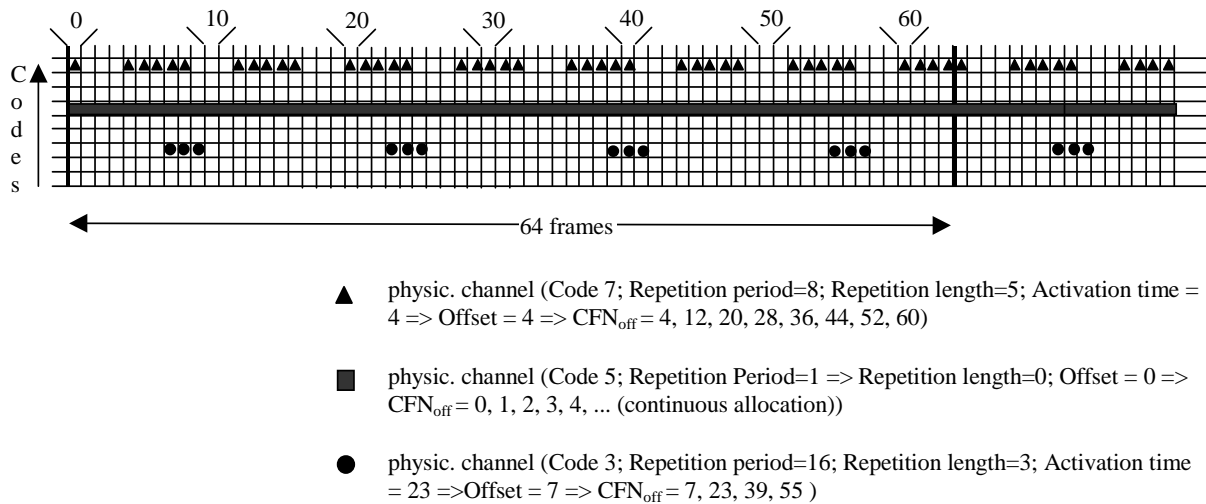 0 10 20 30 40 50 60
C
o
d
e
s
64 frames
physic. channel (Code 7; Repetition period=8; Repetition length=5; Activation time =
4 => Offset = 4 => CFNoff = 4, 12, 20, 28, 36, 44, 52, 60)
physic. channel (Code 5; Repetition Period=1 => Repetition length=0; Offset = 0 =>
CFNoff = 0, 1, 2, 3, 4, ... (continuous allocation))
physic. channel (Code 3; Repetition period=16; Repetition length=3; Activation time
= 23 =>Offset = 7 => CFNoff = 7, 23, 39, 55 )